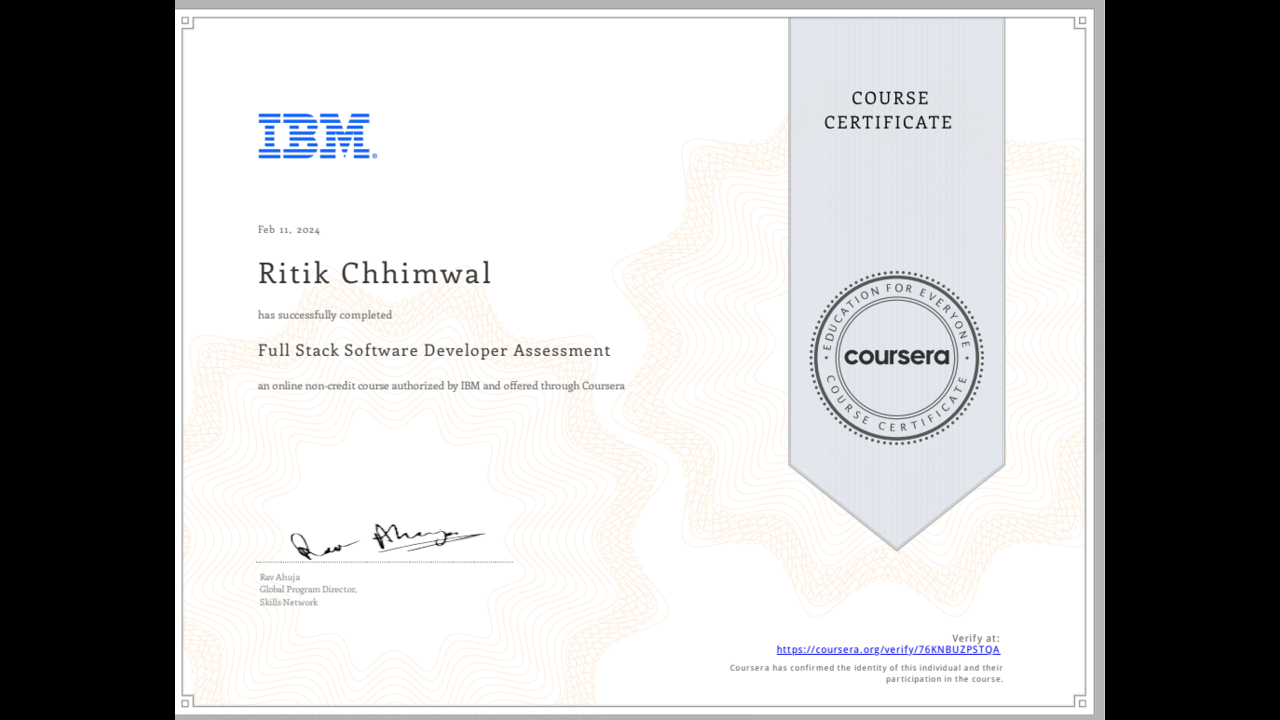 COURSE
CERTIFICATE
IBM®
Feb 11, 2024
Ritik Chhimwal
has successfully completed
Full Stack Software Developer Assessment
an online non-credit course authorized by IBM and offered through Coursera
EDUCATION FOR EVERYONE
coursera
COURSE CERTIFICATE
Rav Ahuja
Rav Ahuja
Global Program Director,
Skills Network
Verify at:
https://coursera.org/verify/76KNBUZPSTQA
Coursera has confirmed the identity of this individual and their
participation in the course.